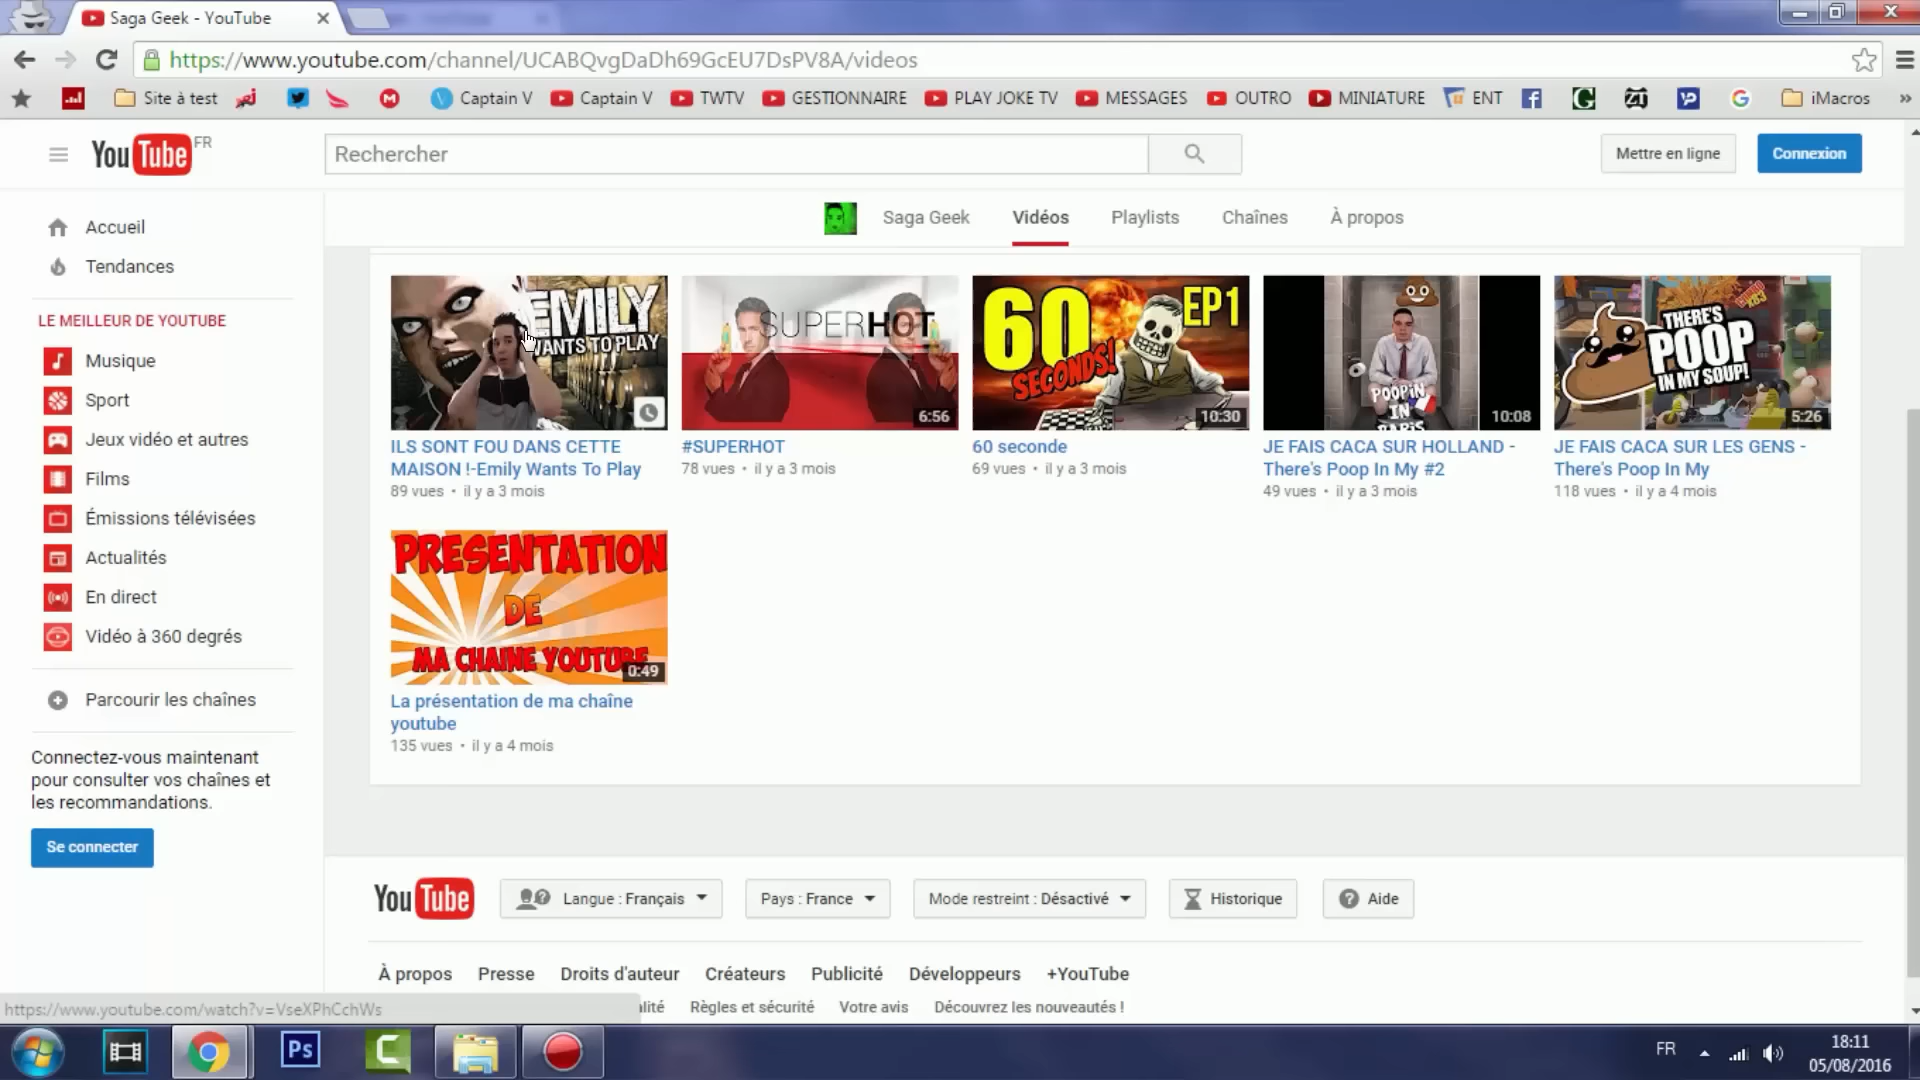 Saga Geek - YouTube
https://www.youtube.com/channel/UCABQvgDaDh69GcEU7DsPV8A/videos
Site à test
Captain V
Captain V
TWTV
GESTIONNAIRE
PLAY JOKE TV
MESSAGES
OUTRO
MINIATURE
ENT
iMacros
»
YouTube FR
Rechercher
Mettre en ligne
Connexion
Saga Geek
Vidéos
Playlists
Chaînes
À propos
Accueil
Tendances
LE MEILLEUR DE YOUTUBE
Musique
Sport
Jeux vidéo et autres
Films
Émissions télévisées
Actualités
En direct
Vidéo à 360 degrés
Parcourir les chaînes
Connectez-vous maintenant
pour consulter vos chaînes et
les recommandations.
Se connecter
EMILY
WANTS TO PLAY
ILS SONT FOU DANS CETTE
MAISON !-Emily Wants To Play
89 vues • il y a 3 mois
SUPERHOT
6:56
#SUPERHOT
78 vues • il y a 3 mois
60
SECONDS!
EP1
10:30
60 seconde
69 vues • il y a 3 mois
POOPIN
IN
PARIS
10:08
JE FAIS CACA SUR HOLLAND -
There's Poop In My #2
49 vues • il y a 3 mois
THERE'S
POOP
IN MY SOUP!
5:26
JE FAIS CACA SUR LES GENS -
There's Poop In My
118 vues • il y a 4 mois
PRESENTATION
DE
MA CHAINE YOUTUBE
0:49
La présentation de ma chaîne
youtube
135 vues • il y a 4 mois
YouTube
Langue : Français
Pays : France
Mode restreint : Désactivé
Historique
Aide
À propos
Presse
Droits d'auteur
Créateurs
Publicité
Développeurs
+YouTube
https://www.youtube.com/watch?v=VseXPhCchWs
lité
Règles et sécurité
Votre avis
Découvrez les nouveautés !
Ps
FR
18:11
05/08/2016